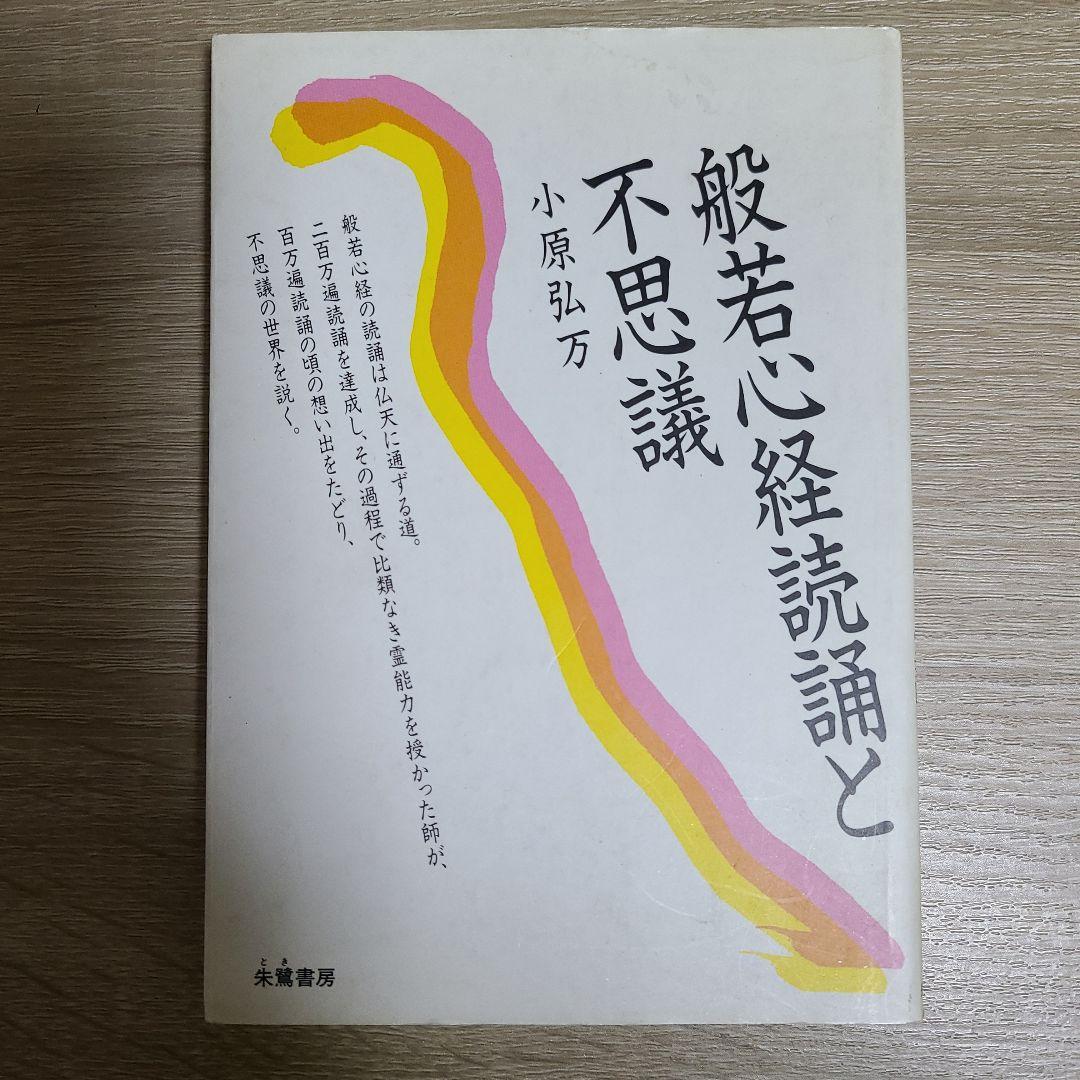 般若心経読誦と
不思議
小原弘万
般若心経の読誦は仏天に通ずる道。
二百万遍読誦を達成し、その過程で比類なき霊能力を授かった師が、
百万遍読誦の頃の想い出をたどり、
不思議の世界を説く。
とき
朱鷺書房